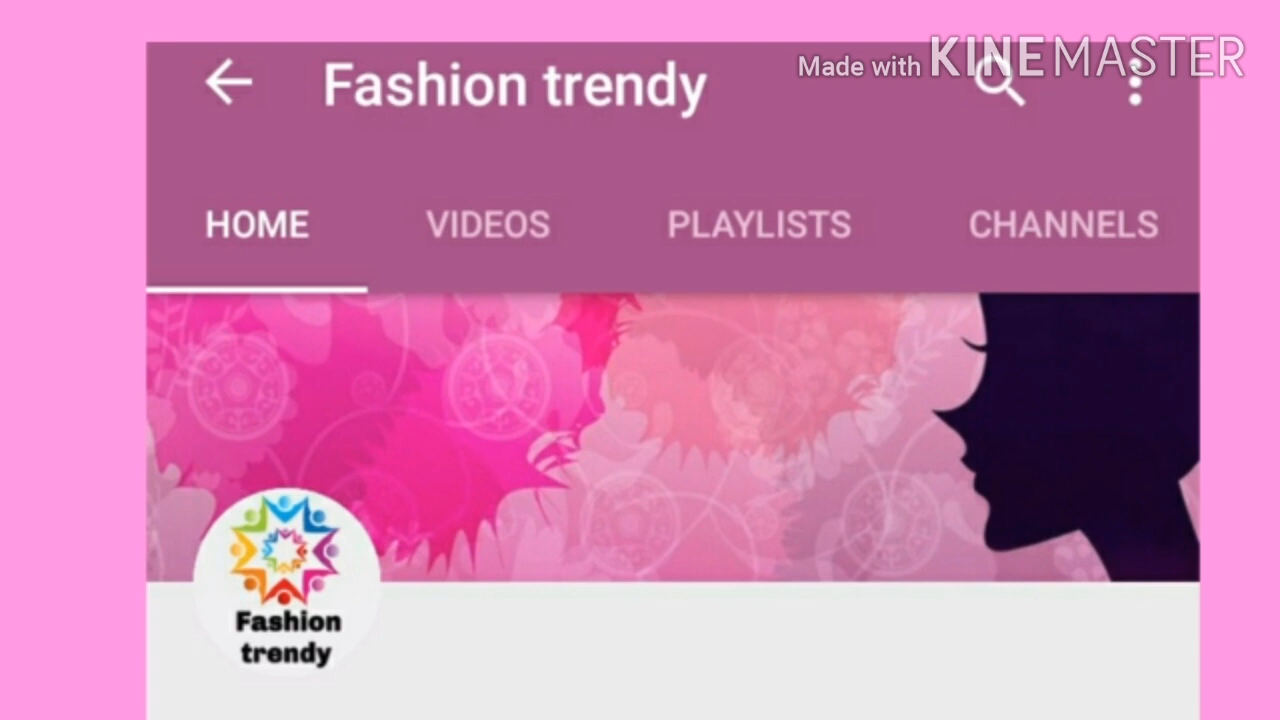 Made with KINEMASTER
Fashion trendy
HOME VIDEOS PLAYLISTS CHANNELS
Fashion
trendy